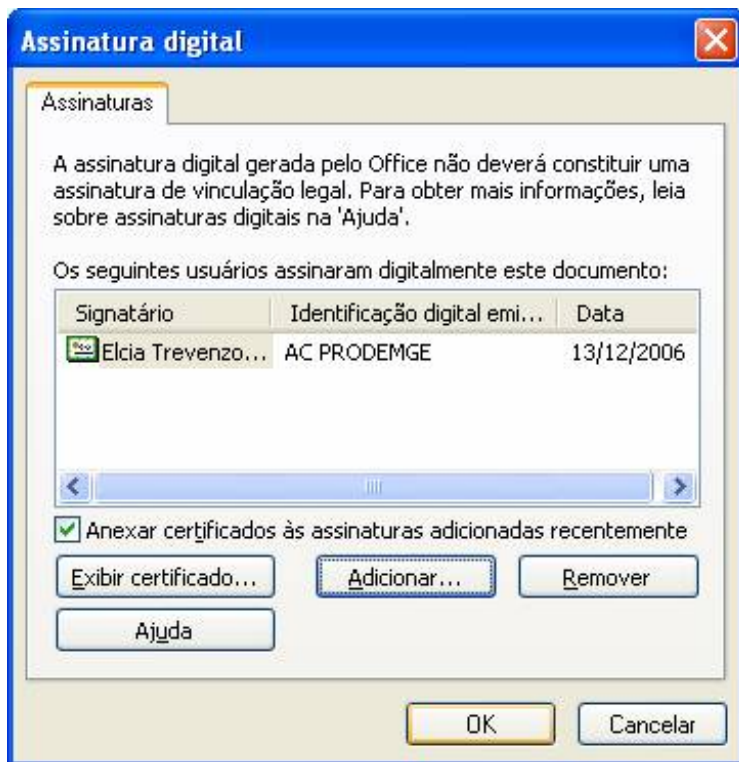 Assinatura digital
Assinaturas
A assinatura digital gerada pelo Office não deverá constituir uma
assinatura de vinculação legal. Para obter mais informações, leia
sobre assinaturas digitais na 'Ajuda'.
Os seguintes usuários assinaram digitalmente este documento:
Signatário Identificação digital emi... Data
Elcia Trevenzo... AC PRODEMGE 13/12/2006
Anexar certificados às assinaturas adicionadas recentemente
Exibir certificado... Adicionar... Remover
Ajuda
OK Cancelar